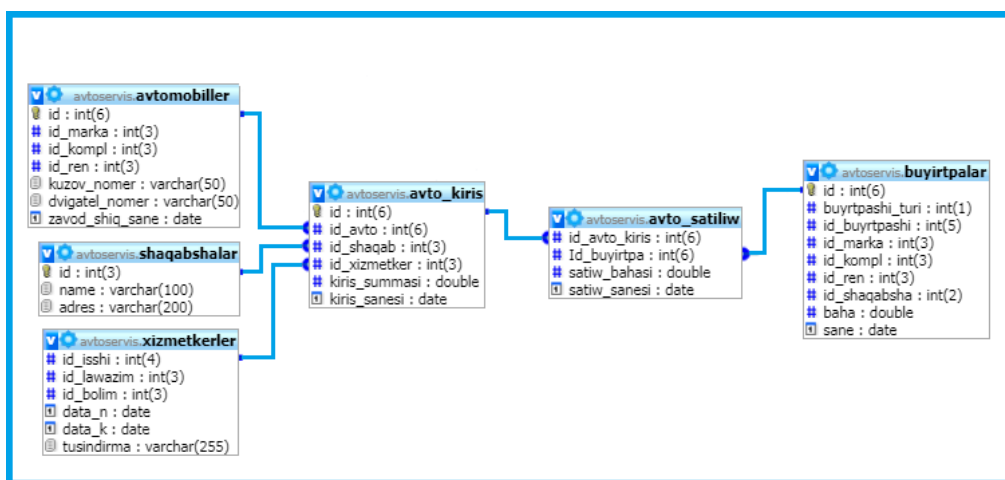 avtoservis.avtomobiller
id : int(6)
id_marka : int(3)
id_kompl : int(3)
id_ren : int(3)
kuzov_nomer : varchar(50)
dvigatel_nomer : varchar(50)
zavod_shiq_sane : date
avtoservis.shaqabshalar
id : int(3)
name : varchar(100)
adres : varchar(200)
avtoservis.xizmetkerler
id_isshi : int(4)
id_lawazim : int(3)
id_bolim : int(3)
data_n : date
data_k : date
tusindirma : varchar(255)
avtoservis.avto_kiris
id : int(6)
id_avto : int(6)
id_shaqab : int(3)
id_xizmetker : int(3)
kiris_summasi : double
kiris_sanesi : date
avtoservis.avto_satiliw
id_avto_kiris : int(6)
Id_buyirtpa : int(6)
satiw_bahasi : double
satiw_sanesi : date
avtoservis.buyirtpalar
id : int(6)
buyrtpashi_turi : int(1)
id_buyrtpashi : int(5)
id_marka : int(3)
id_kompl : int(3)
id_ren : int(3)
id_shaqabsha : int(2)
baha : double
sane : date